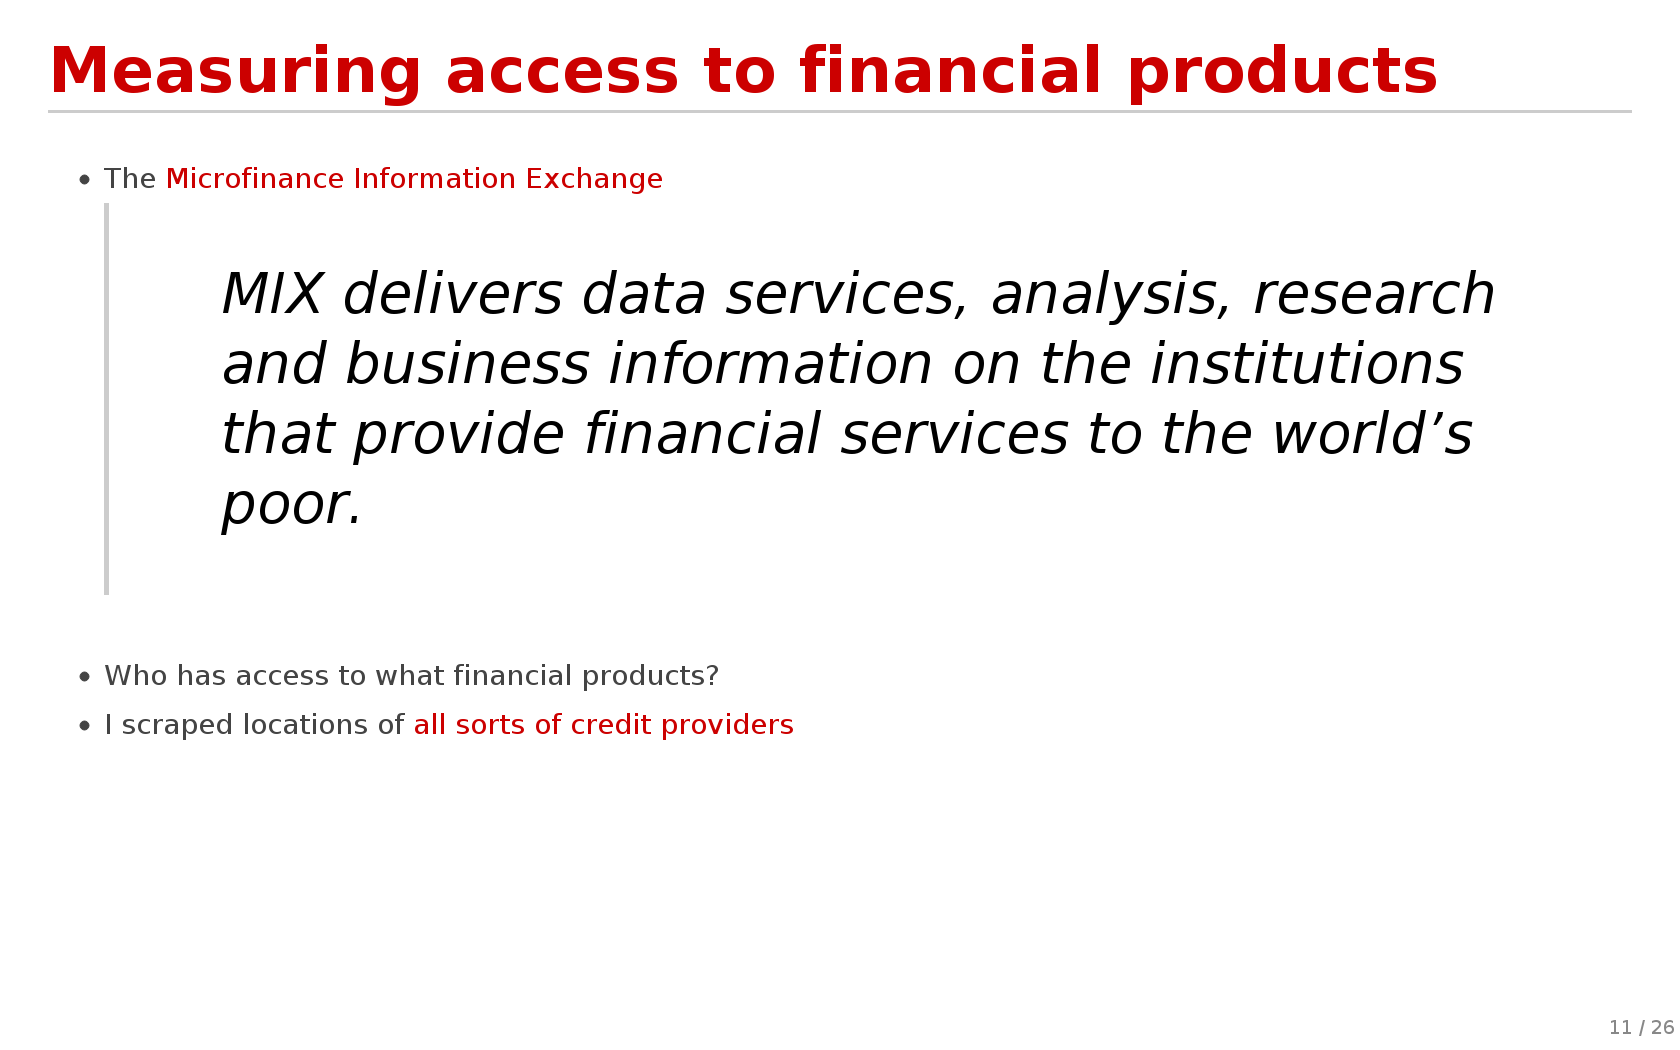 Measuring access to financial products
• The Microfinance Information Exchange
MIX delivers data services, analysis, research
and business information on the institutions
that provide financial services to the world’s
poor.
• Who has access to what financial products?
• I scraped locations of all sorts of credit providers
11 / 26